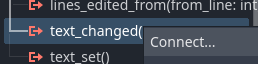 lines_edited_from(from_line: int
text_changed(
Connect...
text_set()